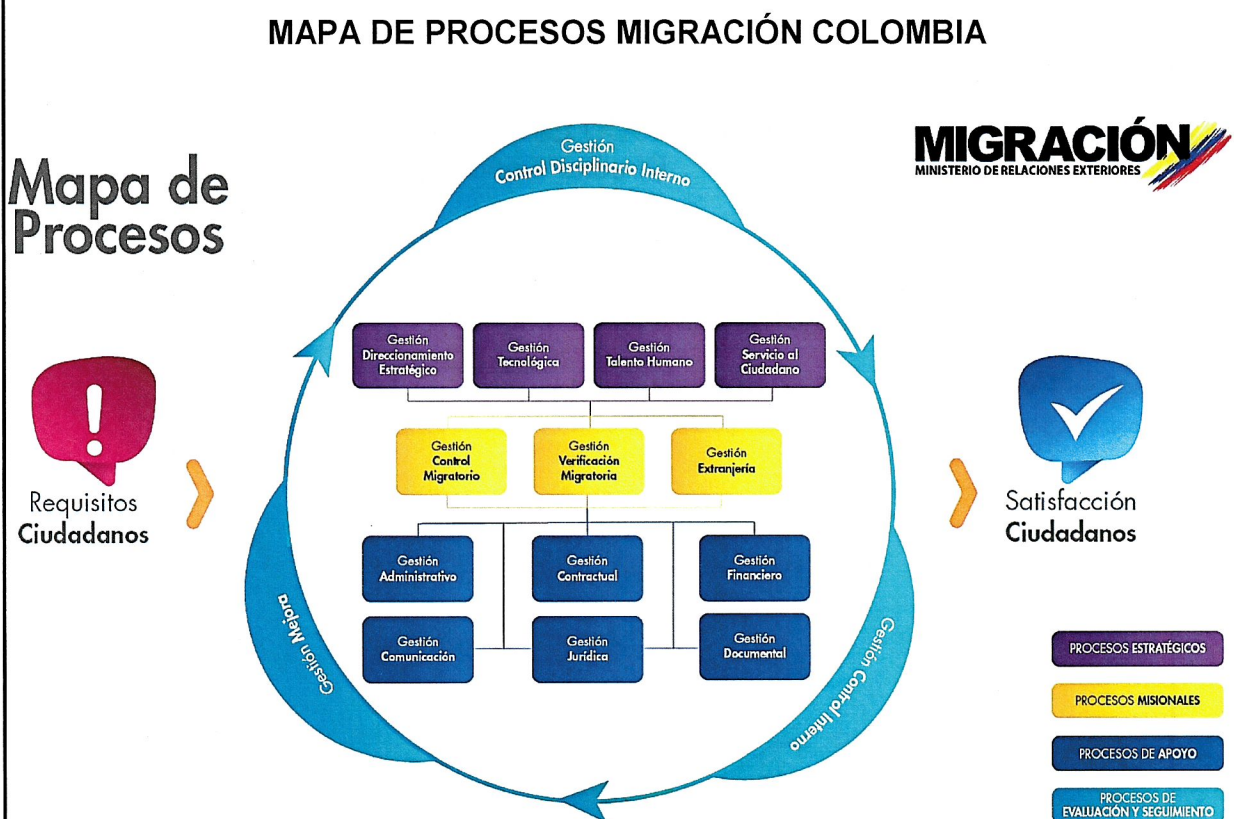 MAPA DE PROCESOS MIGRACIÓN COLOMBIA
Mapa de
Procesos
MIGRACIÓN
MINISTERIO DE RELACIONES EXTERIORES
Gestión
Control Disciplinario Interno
Gestión
Direccionamiento
Estratégico
Gestión
Tecnológica
Gestión
Talento Humano
Gestión
Servicio al
Ciudadano
Requisitos
Ciudadanos
Gestión
Control
Migratorio
Gestión
Verificación
Migratoria
Gestión
Extranjería
Satisfacción
Ciudadanos
Gestión
Administrativo
Gestión
Contractual
Gestión
Financiero
Gestión
Comunicación
Gestión
Jurídica
Gestión
Documental
Gestión Mejora
Gestión Control Interno
PROCESOS ESTRATÉGICOS
PROCESOS MISIONALES
PROCESOS DE APOYO
PROCESOS DE
EVALUACIÓN Y SEGUIMIENTO